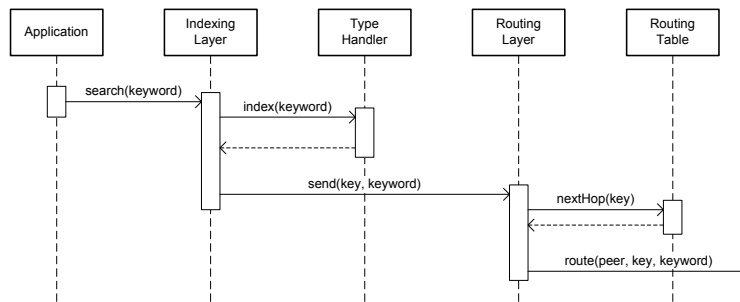 Application
Indexing
Layer
Type
Handler
Routing
Layer
Routing
Table
search(keyword)
index(keyword)
send(key, keyword)
nextHop(key)
route(peer, key, keyword)